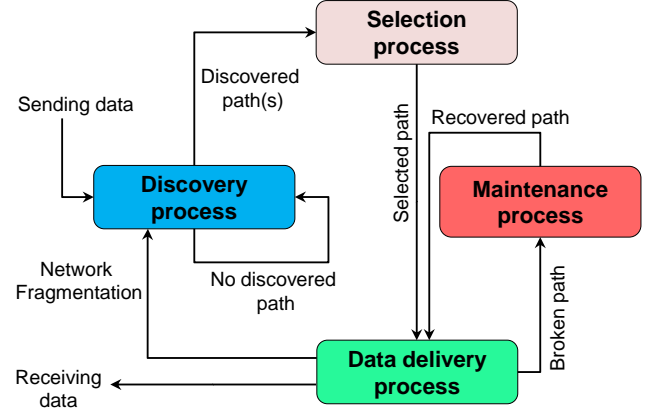 Selection
process
Discovered
path(s)
Sending data
Recovered path
Selected path
Discovery
process
Maintenance
process
Network
Fragmentation
No discovered
path
Broken path
Data delivery
process
Receiving
data